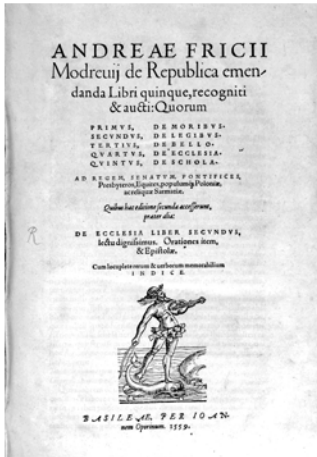 ANDREAE FRICII
Modreuij de Republica emen-
danda Libri quinque, recogniti
& aucti: Quorum
PRIMVS, DE MORIBVS.
SECVNDVS, DE LEGIBVS.
TERTIVS, DE BELLO.
QVARTVS, DE ECCLESIA.
QVINTVS, DE SCHOLA.
AD REGEM, SENATVM, PONTIFICES,
Presbyteros, Equites, populumq́ Poloniæ,
ac reliquæ Sarmatiæ.
Quibus hac editione secunda accesserunt,
præter alia:
DE ECCLESIA LIBER SECVNDVS,
lectu dignissimus. Orationes item,
& Epistolæ.
Cum locuplete rerum & uerborum memorabilium
INDICE.
R
BASILEAE, PER IOAN-
nem Oporinum. 1559.